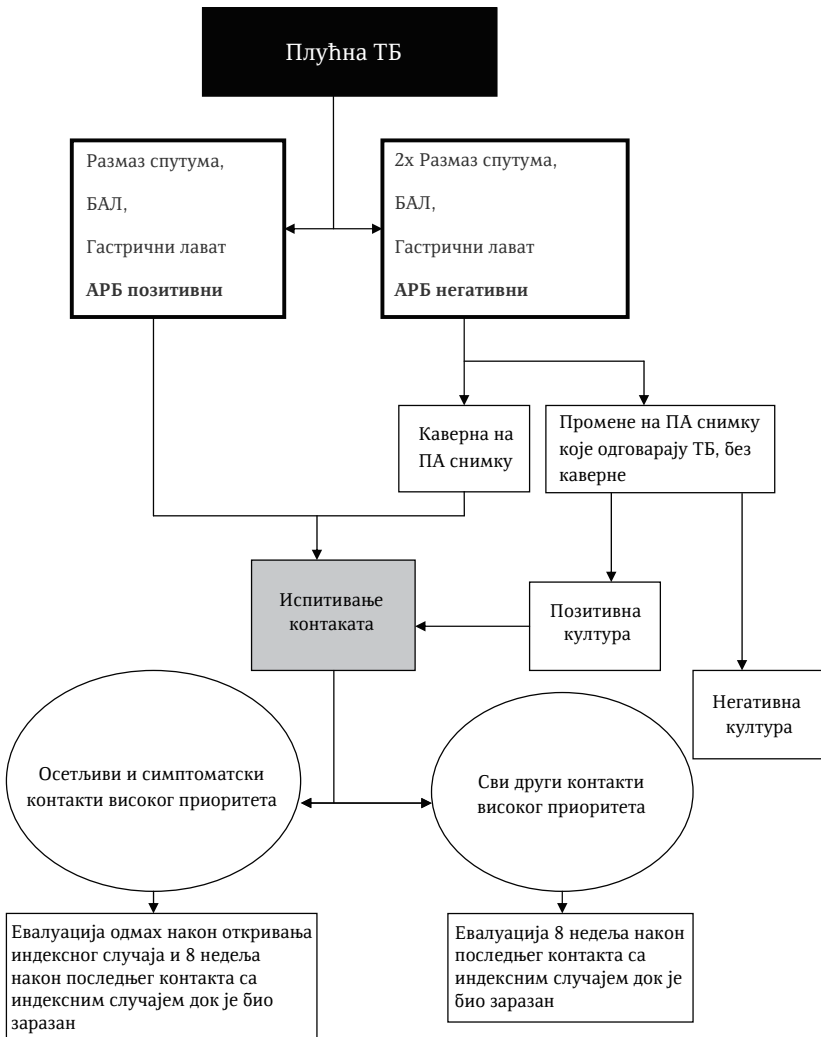 Плућна ТБ
Размаз спутума,
БАЛ,
Гастрични лават
АРБ позитивни
2x Размаз спутума,
БАЛ,
Гастрични лават
АРБ негативни
Каверна на
ПА снимку
Промене на ПА снимку
које одговарају ТБ, без
каверне
Испитивање
контаката
Позитивна
култура
Негативна
култура
Осетљиви и симптоматски
контакти високог приоритета
Сви други контакти
високог приоритета
Евалуација одмах након откривања
индексног случаја и 8 недеља
након последњег контакта са
индексним случајем док је био
заразан
Евалуација 8 недеља након
последњег контакта са
индексним случајем док је
био заразан